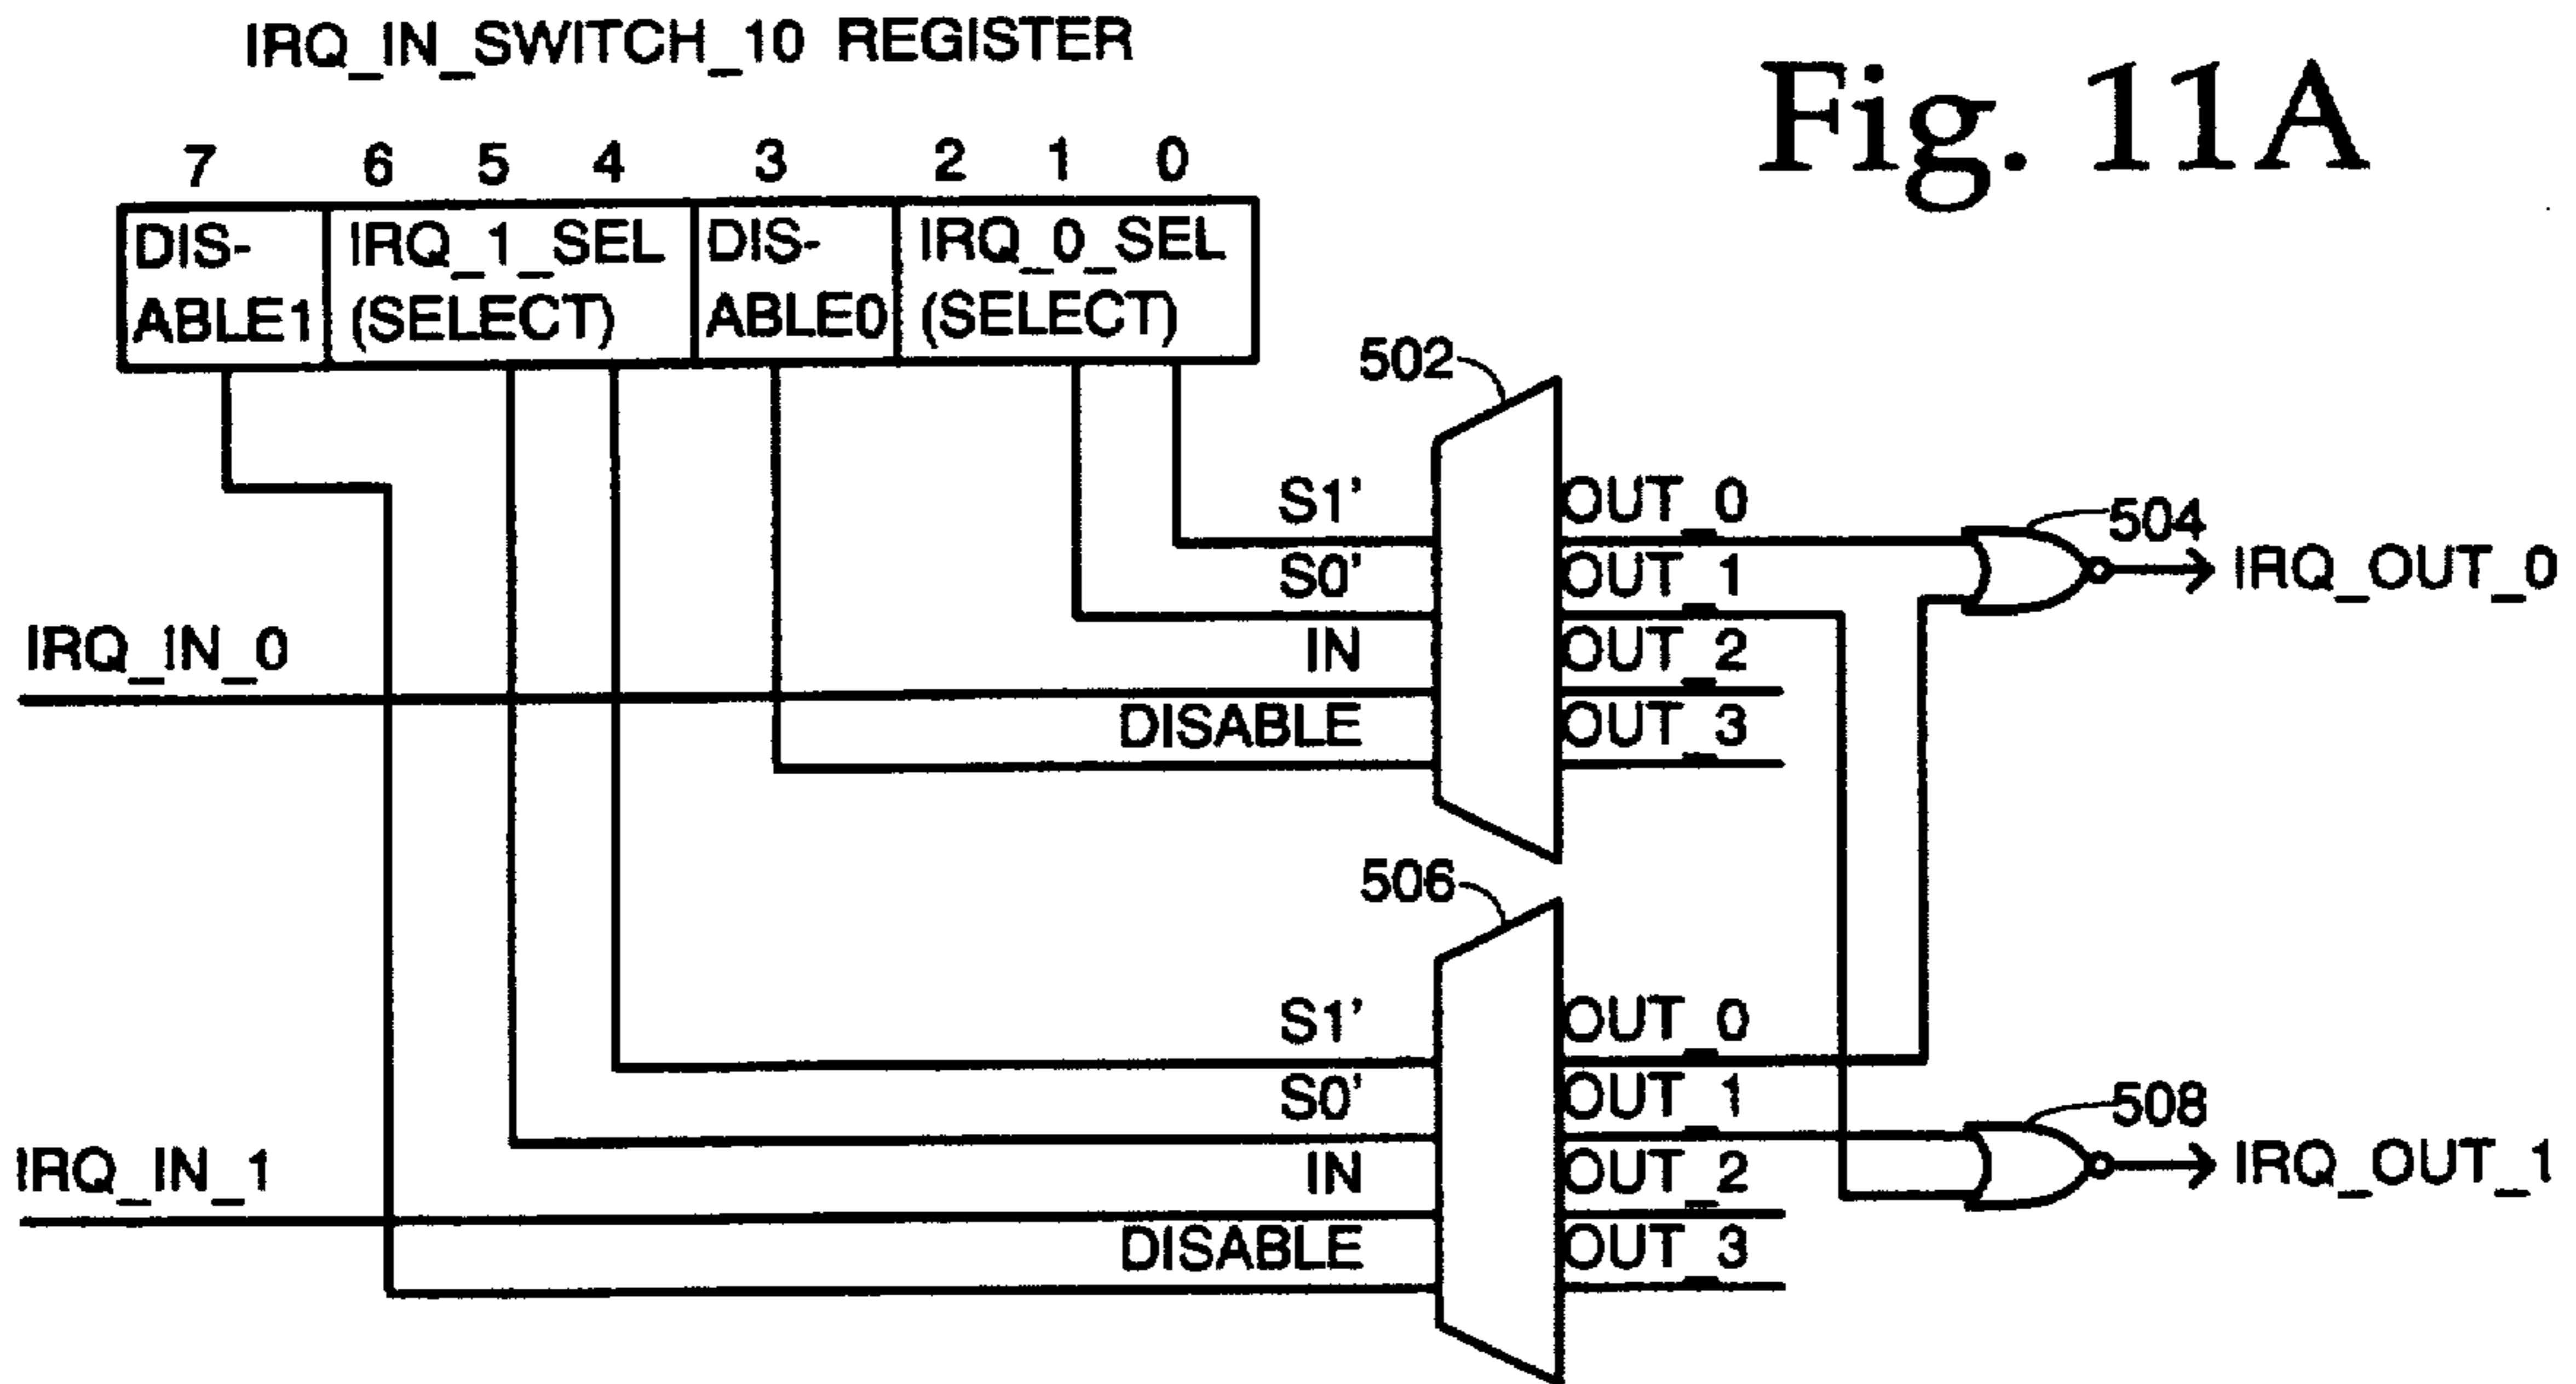 IRQ_IN_SWITCH_10 REGISTER
Fig. 11A
7 6 5 4 3 2 1 0
DIS-
ABLE1
IRQ_1_SEL
(SELECT)
DIS-
ABLE0
IRQ_0_SEL
(SELECT)
502
S1'
S0'
IN
DISABLE
OUT_0
OUT_1
OUT_2
OUT_3
504
IRQ_OUT_0
IRQ_IN_0
506
S1'
S0'
IN
DISABLE
OUT_0
OUT_1
OUT_2
OUT_3
508
IRQ_OUT_1
IRQ_IN_1